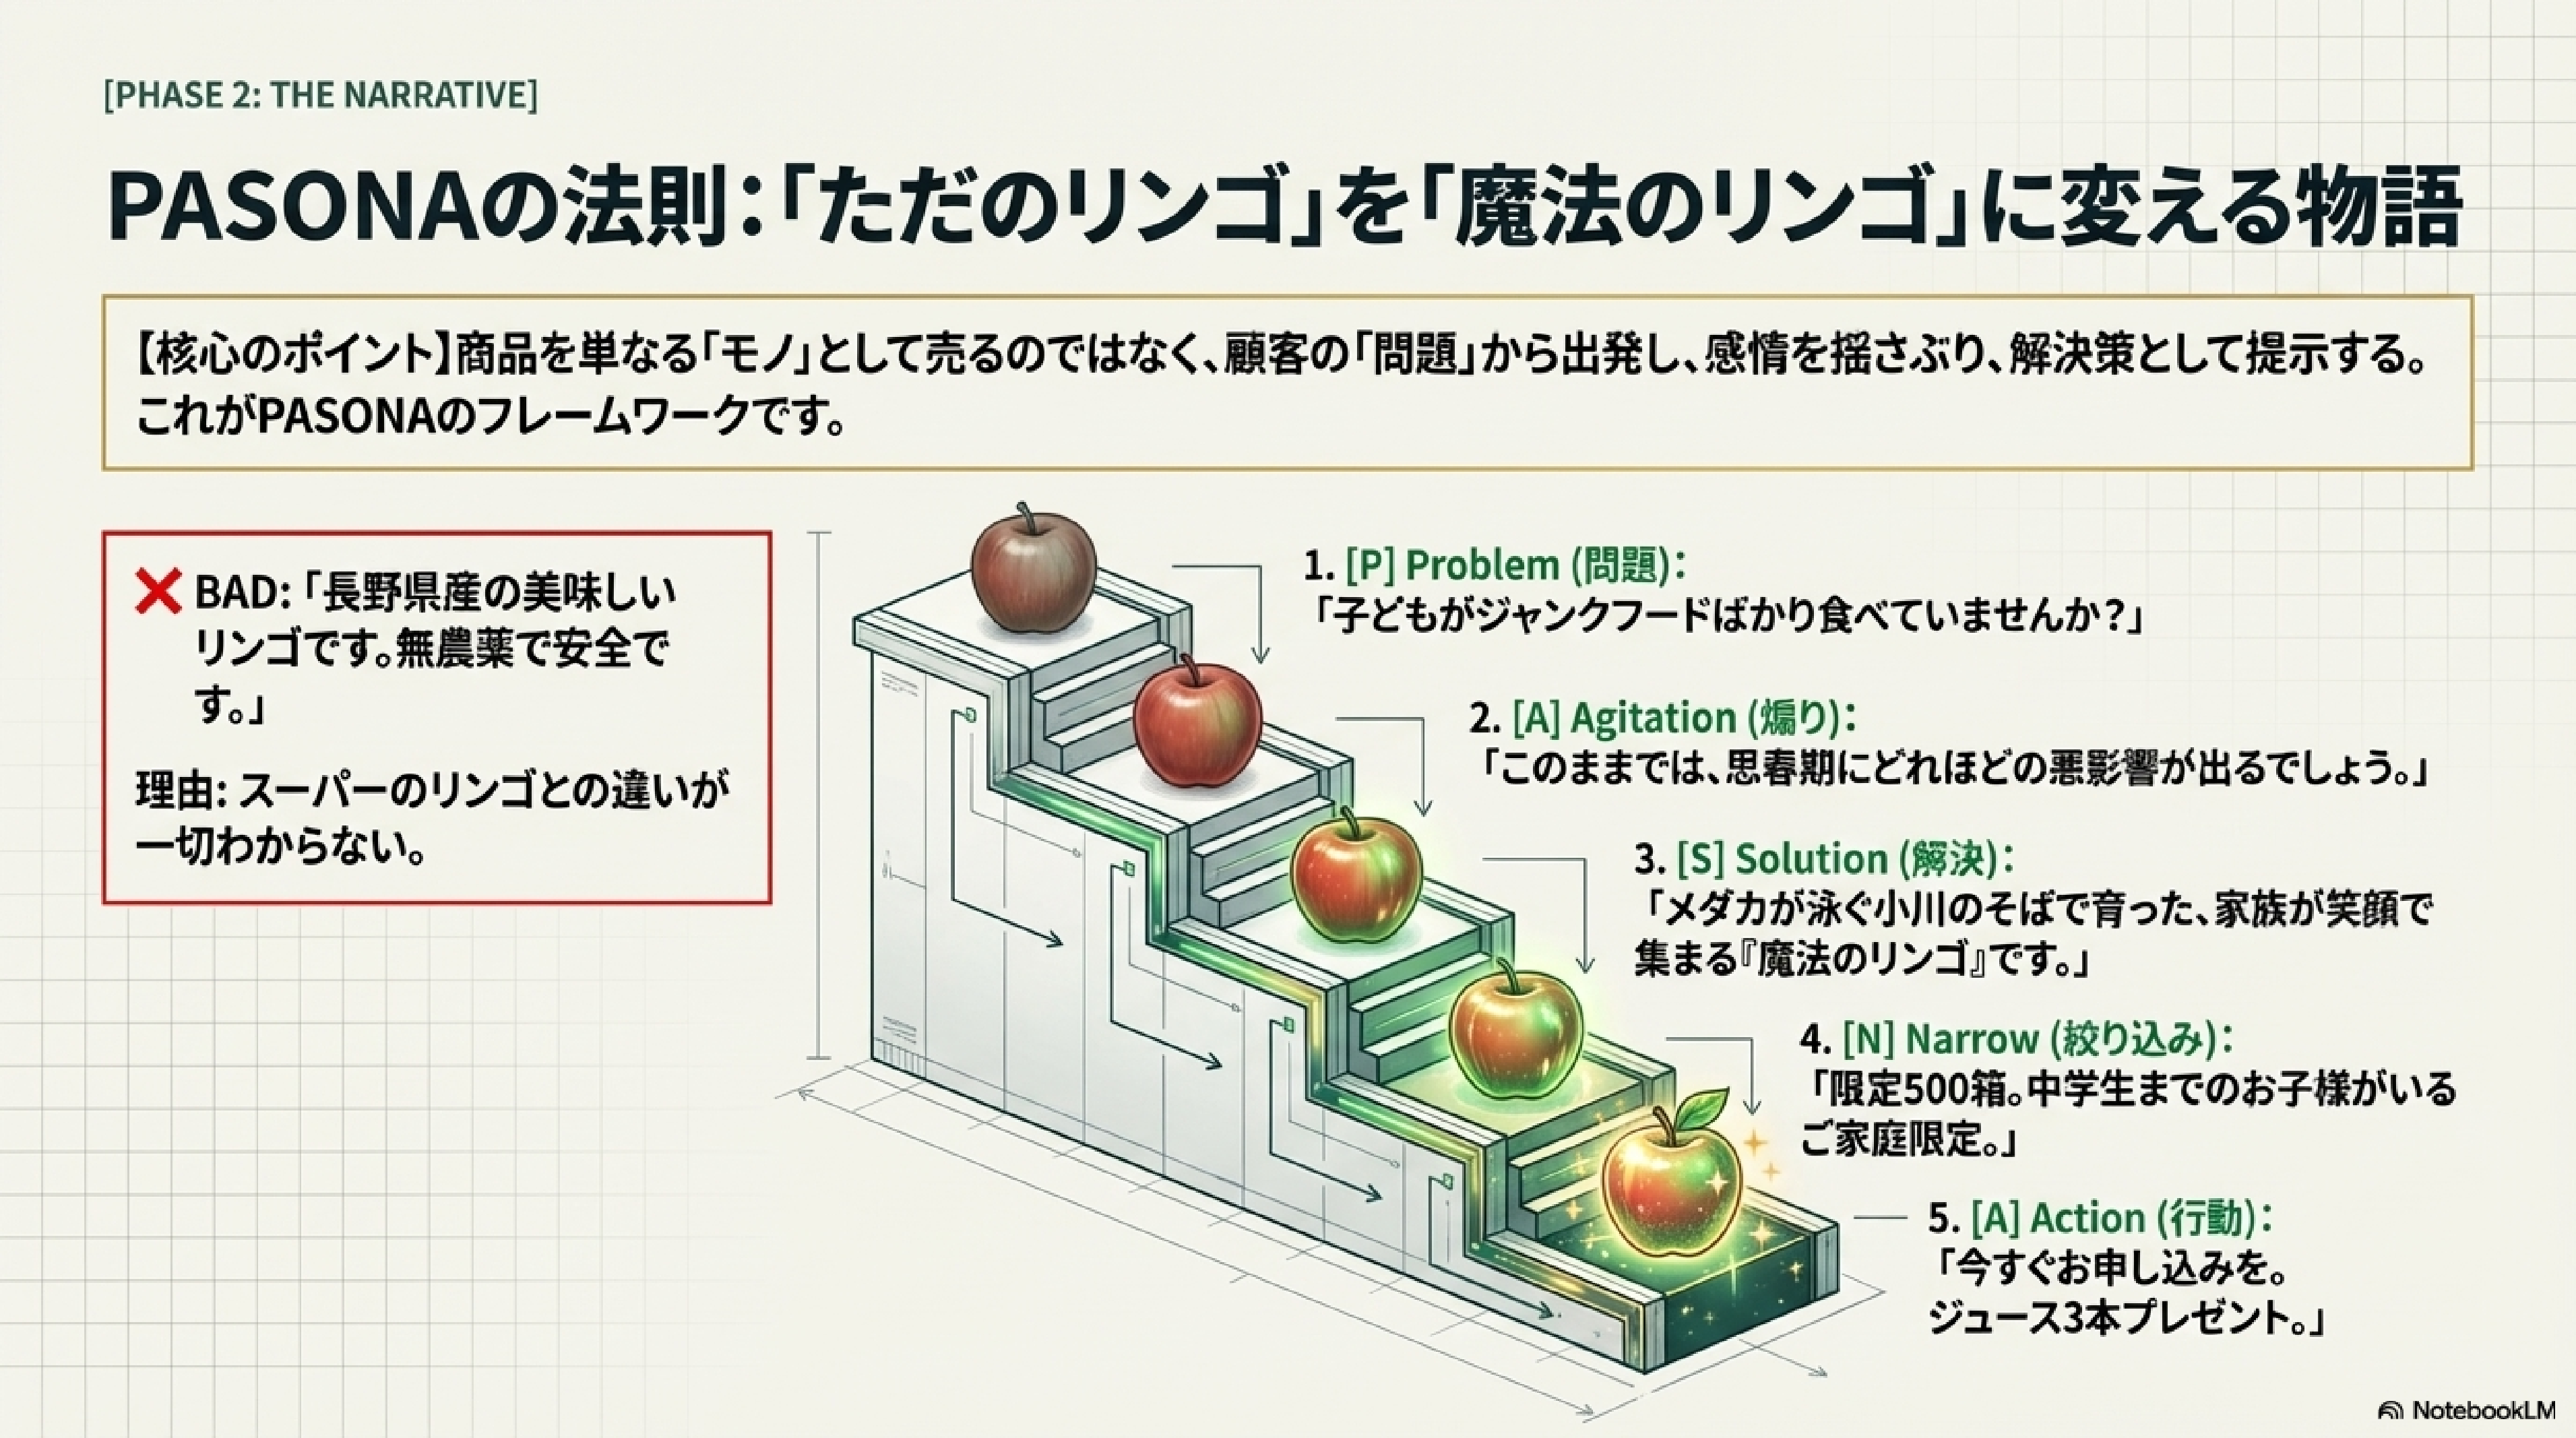 [PHASE 2: THE NARRATIVE]
PASONAの法則：「ただのリンゴ」を「魔法のリンゴ」に変える物語
【核心のポイント】商品を単なる「モノ」として売るのではなく、顧客の「問題」から出発し、感情を揺さぶり、解決策として提示する。
これがPASONAのフレームワークです。
❌ BAD: 「長野県産の美味しい
リンゴです。無農薬で安全で
す。」
理由: スーパーのリンゴとの違いが
一切わからない。
1. [P] Problem (問題)：
「子どもがジャンクフードばかり食べていませんか？」
2. [A] Agitation (煽り)：
「このままでは、思春期にどれほどの悪影響が出るでしょう。」
3. [S] Solution (解決)：
「メダカが泳ぐ小川のそばで育った、家族が笑顔で
集まる『魔法のリンゴ』です。」
4. [N] Narrow (絞り込み)：
「限定500箱。中学生までのお子様がいる
ご家庭限定。」
5. [A] Action (行動)：
「今すぐお申し込みを。
ジュース3本プレゼント。」
NotebookLM